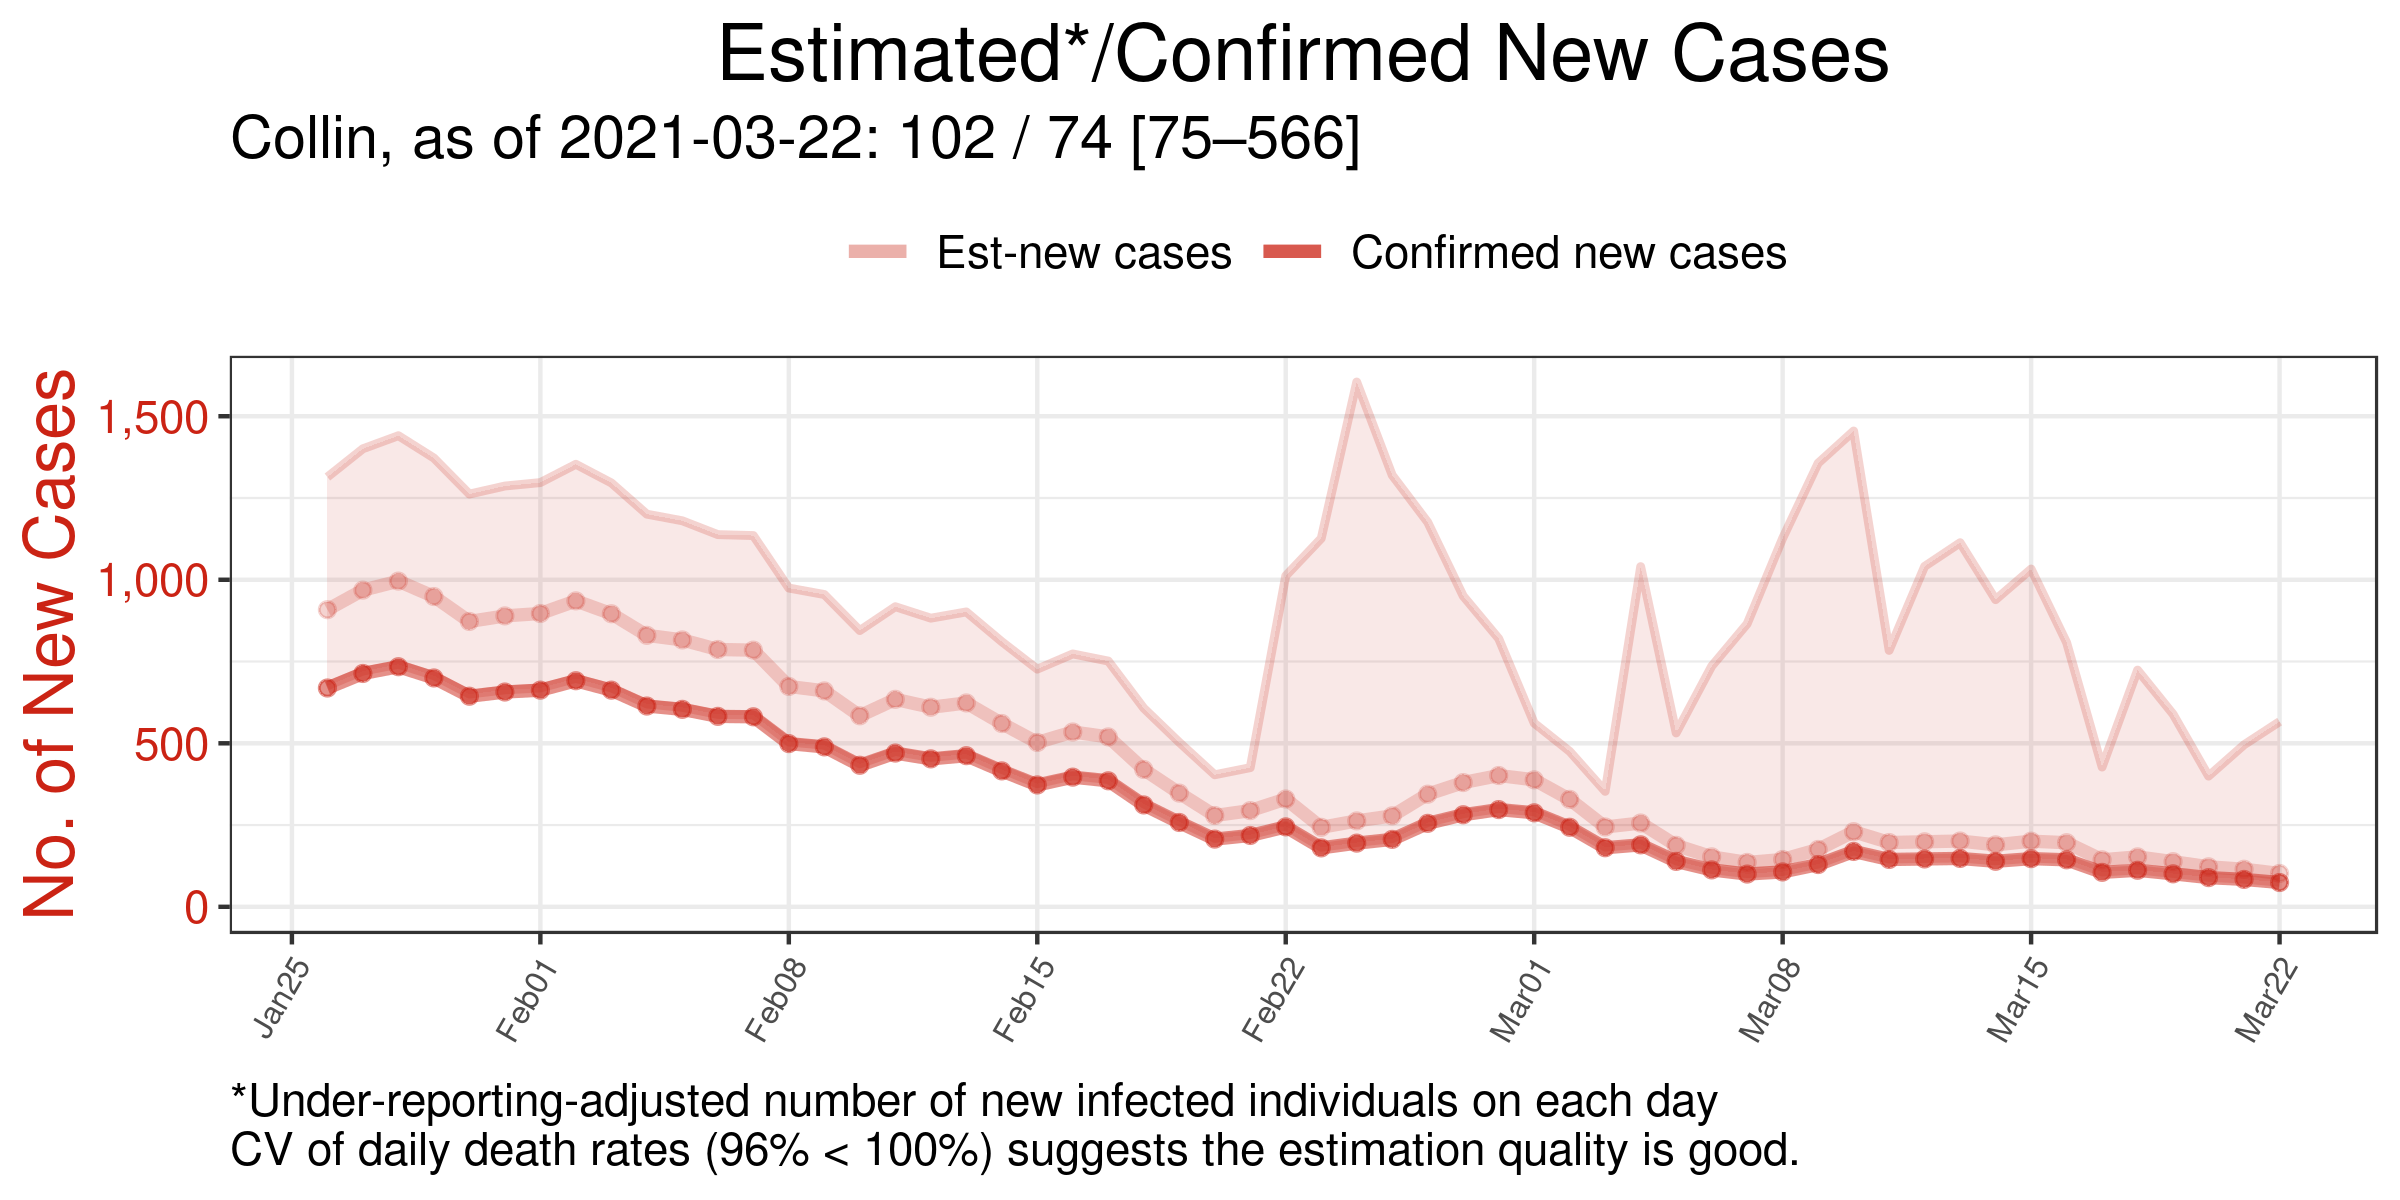 Estimated*/Confirmed New Cases
Collin, as of 2021-03-22: 102 / 74 [75–566]
Est-new cases
Confirmed new cases
No. of New Cases
1,500
1,000
500
0
Jan25
Feb01
Feb08
Feb15
Feb22
Mar01
Mar08
Mar15
Mar22
*Under-reporting-adjusted number of new infected individuals on each day
CV of daily death rates (96% < 100%) suggests the estimation quality is good.